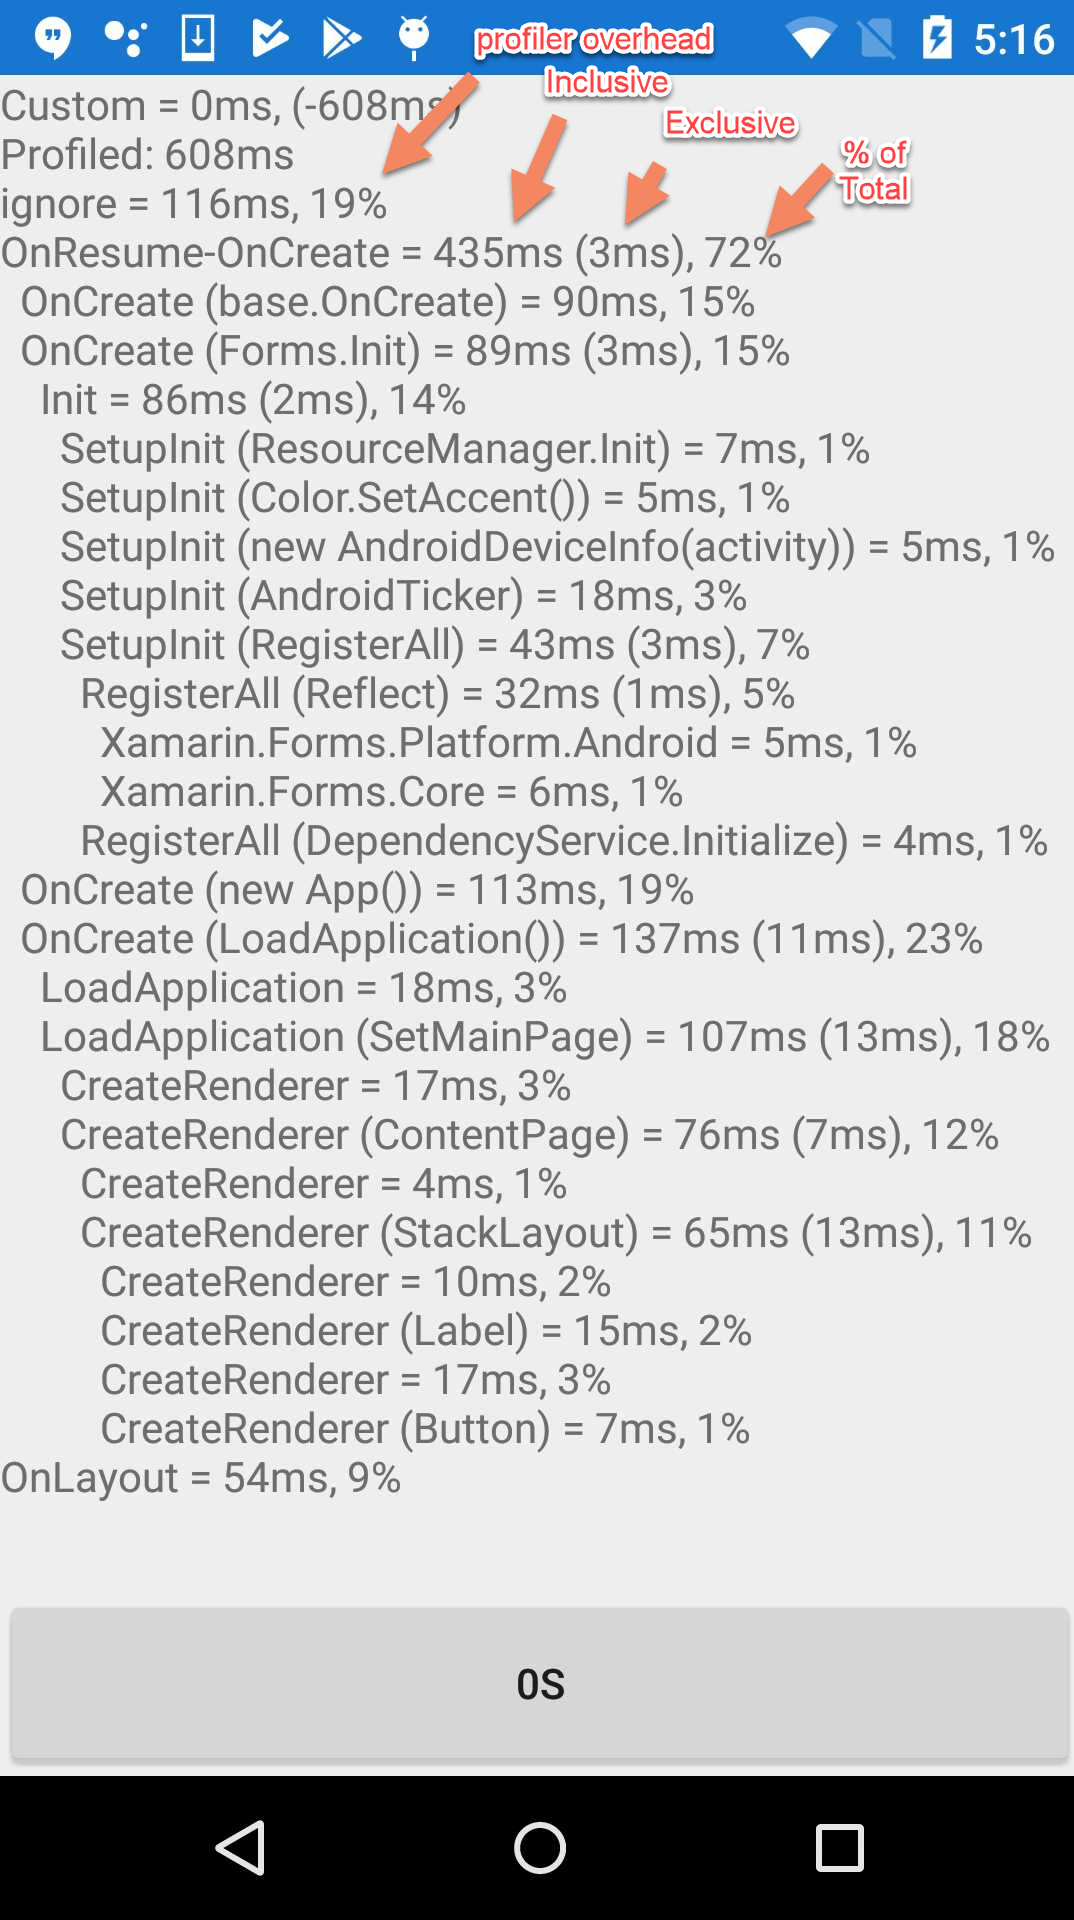 profiler overhead
5:16
Inclusive
Custom = 0ms, (-608ms)
Exclusive
Profiled: 608ms
% of
Total
ignore = 116ms, 19%
OnResume-OnCreate = 435ms (3ms), 72%
OnCreate (base.OnCreate) = 90ms, 15%
OnCreate (Forms.Init) = 89ms (3ms), 15%
Init = 86ms (2ms), 14%
SetupInit (ResourceManager.Init) = 7ms, 1%
SetupInit (Color.SetAccent()) = 5ms, 1%
SetupInit (new AndroidDeviceInfo(activity)) = 5ms, 1%
SetupInit (AndroidTicker) = 18ms, 3%
SetupInit (RegisterAll) = 43ms (3ms), 7%
RegisterAll (Reflect) = 32ms (1ms), 5%
Xamarin.Forms.Platform.Android = 5ms, 1%
Xamarin.Forms.Core = 6ms, 1%
RegisterAll (DependencyService.Initialize) = 4ms, 1%
OnCreate (new App()) = 113ms, 19%
OnCreate (LoadApplication()) = 137ms (11ms), 23%
LoadApplication = 18ms, 3%
LoadApplication (SetMainPage) = 107ms (13ms), 18%
CreateRenderer = 17ms, 3%
CreateRenderer (ContentPage) = 76ms (7ms), 12%
CreateRenderer = 4ms, 1%
CreateRenderer (StackLayout) = 65ms (13ms), 11%
CreateRenderer = 10ms, 2%
CreateRenderer (Label) = 15ms, 2%
CreateRenderer = 17ms, 3%
CreateRenderer (Button) = 7ms, 1%
OnLayout = 54ms, 9%
0S